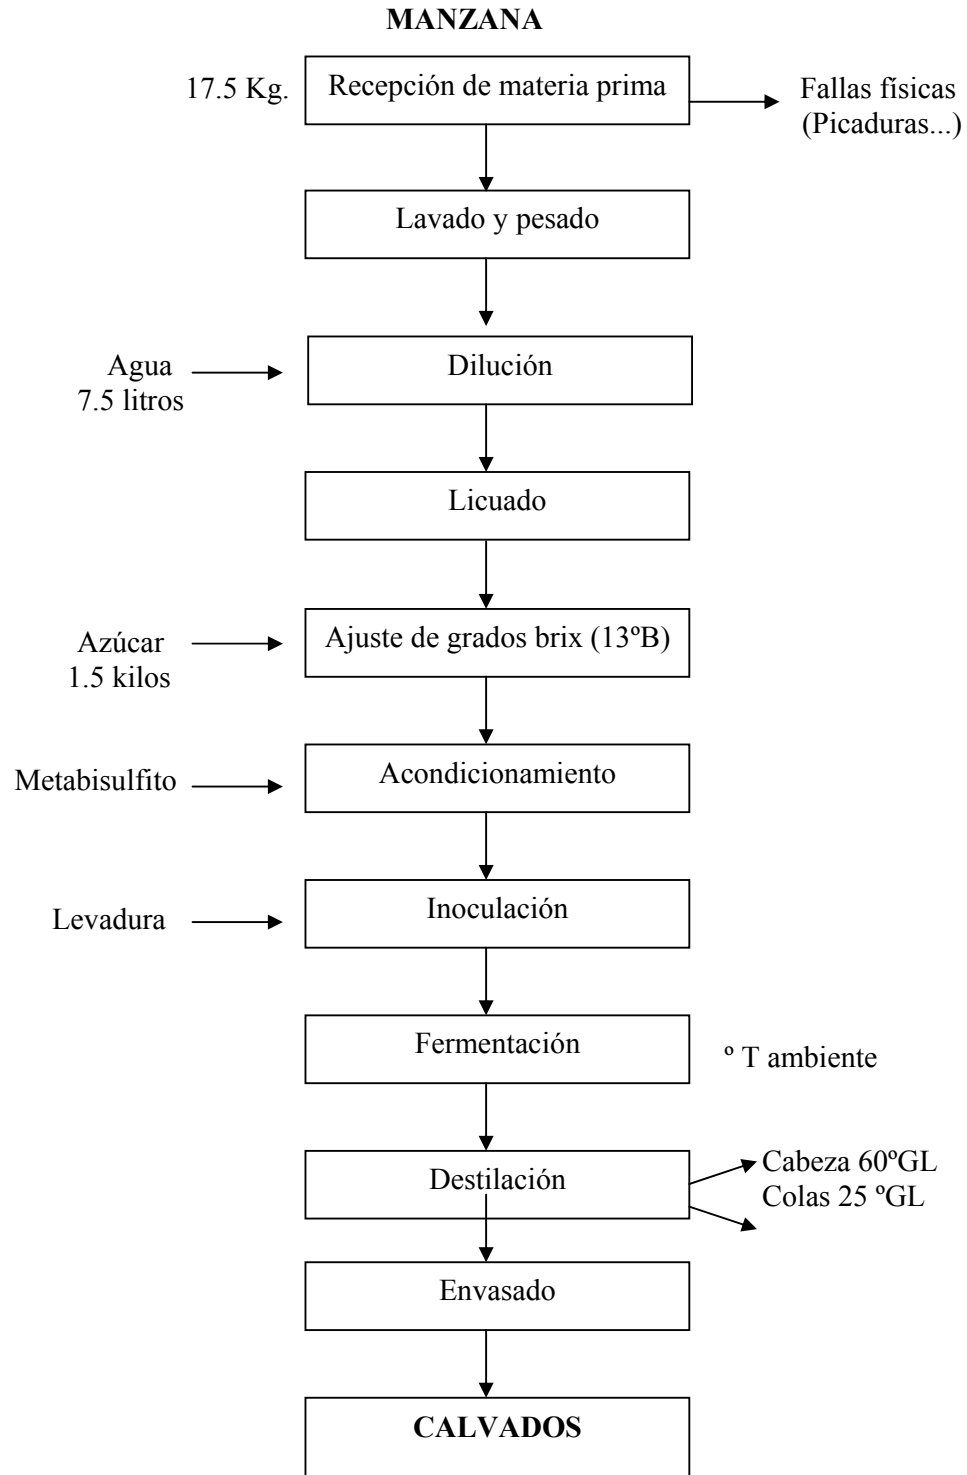 MANZANA
17.5 Kg.
Recepción de materia prima
Fallas físicas
(Picaduras...)
Lavado y pesado
Agua
7.5 litros
Dilución
Licuado
Azúcar
1.5 kilos
Ajuste de grados brix (13ºB)
Metabisulfito
Acondicionamiento
Levadura
Inoculación
Fermentación
º T ambiente
Destilación
Cabeza 60ºGL
Colas 25 ºGL
Envasado
CALVADOS